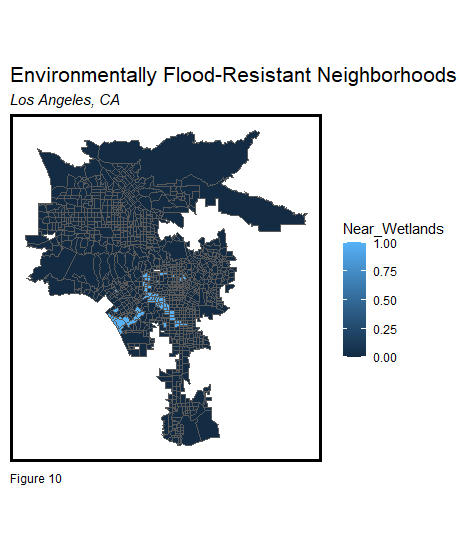 Environmentally Flood-Resistant Neighborhoods
Los Angeles, CA
Near_Wetlands
1.00
0.75
0.50
0.25
0.00
Figure 10